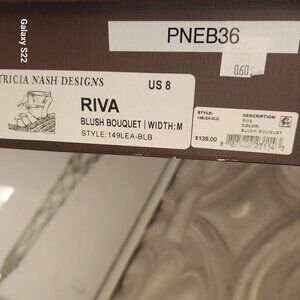 Galaxy S22
PNEB36
060
TRICIA NASH DESIGNS
US 8
RIVA
BLUSH BOUQUET | WIDTH:M
STYLE:149LEA-BLB
STYLE:
149LEA-BLB
DESCRIPTION:
RIVA
COLOR:
BLUSH BOUQUET
$139.00